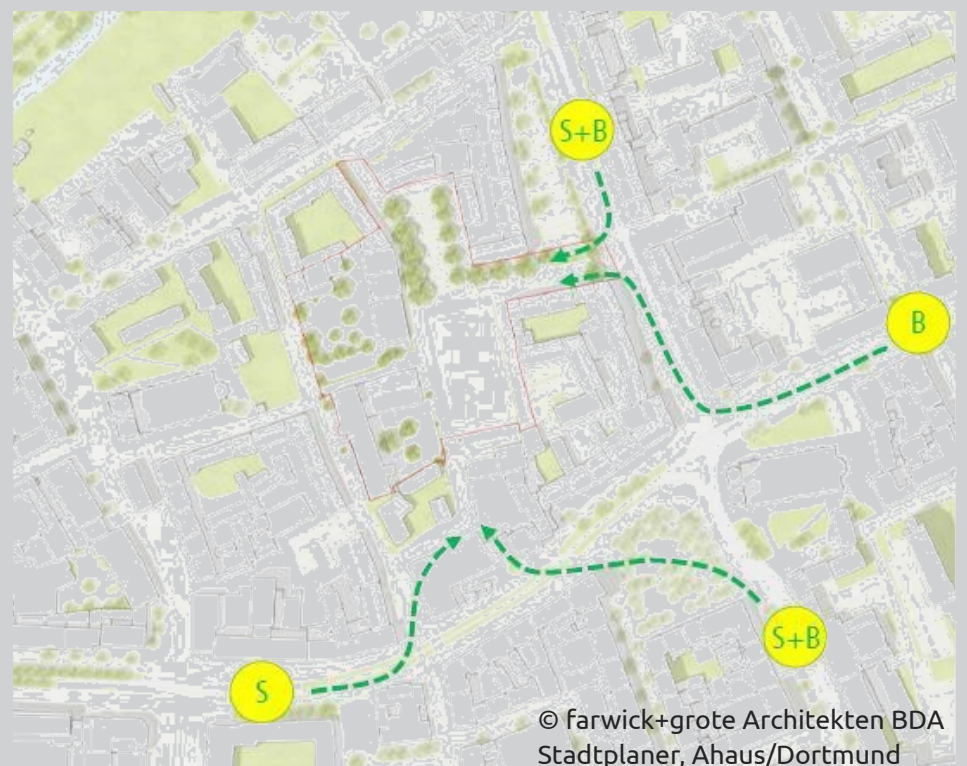 S+B
B
S+B
S
© farwick+grote Architekten BDA
Stadtplaner, Ahaus/Dortmund